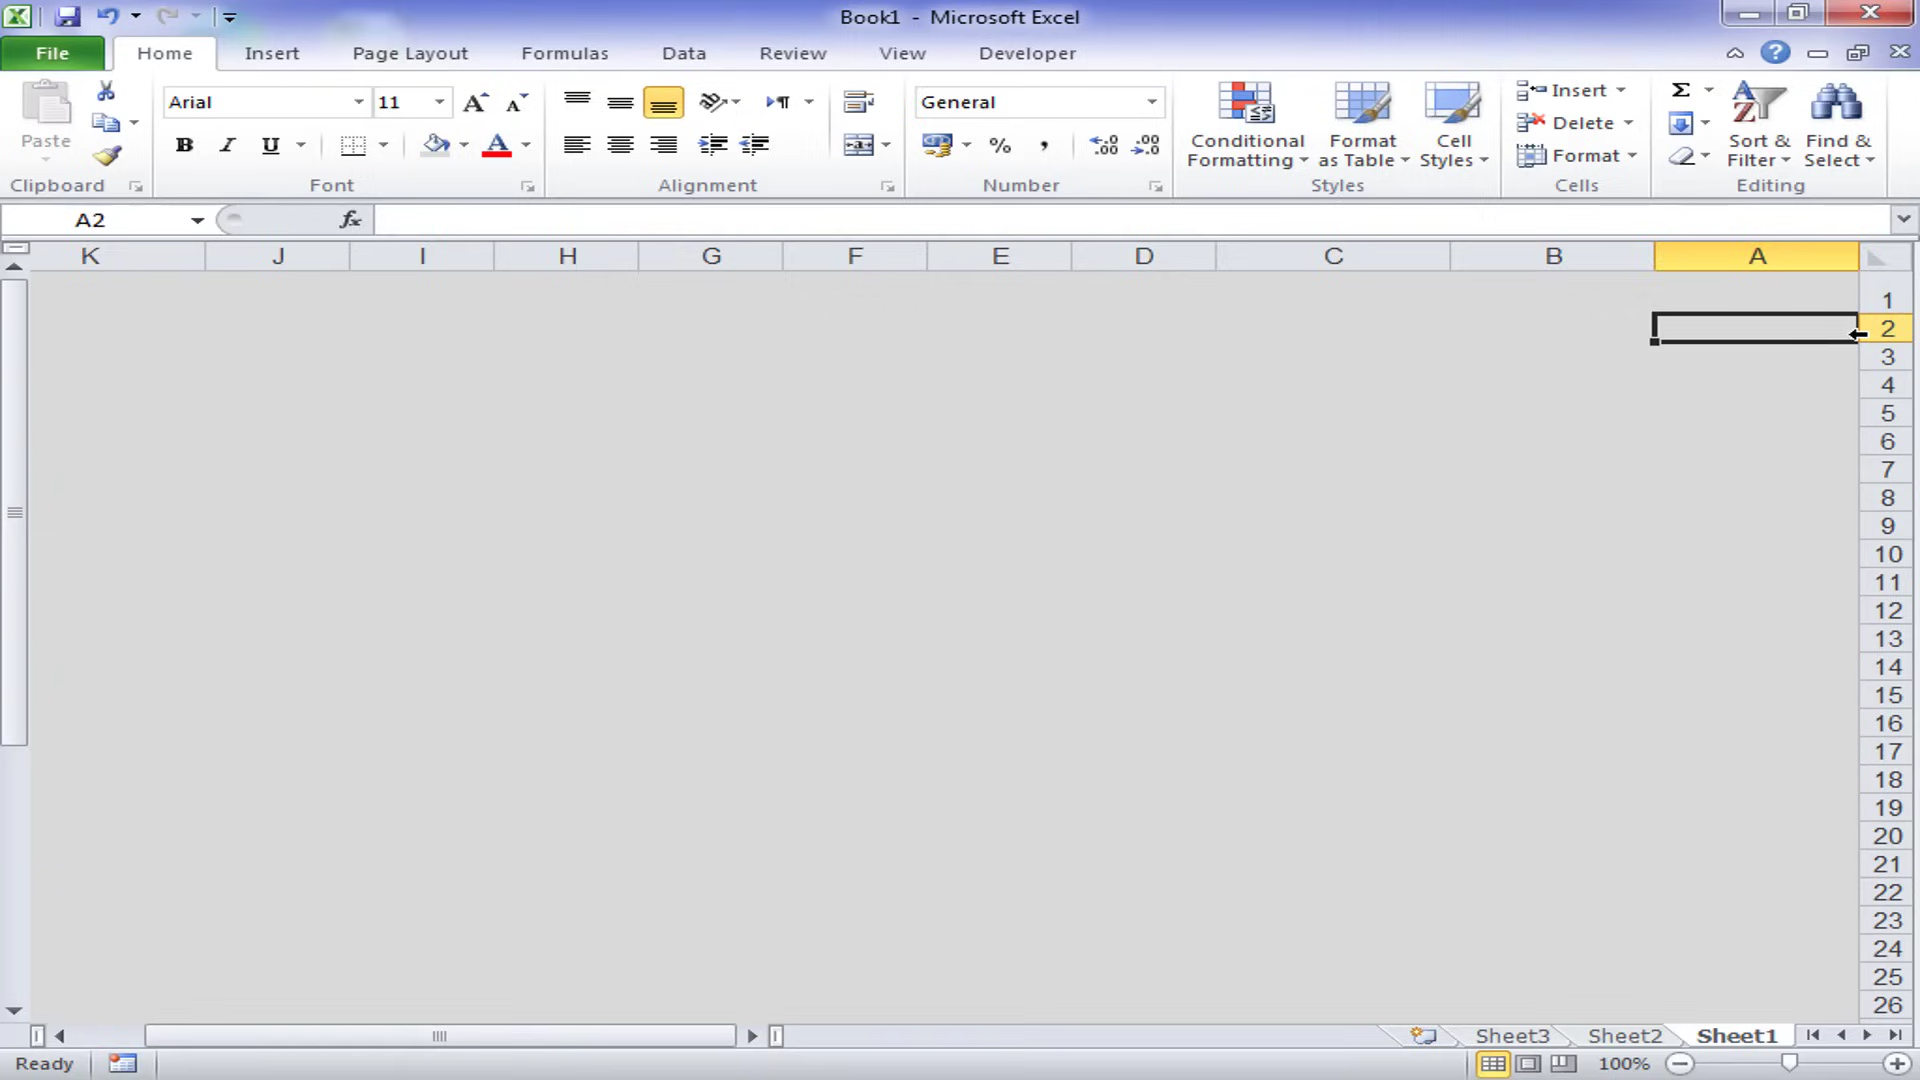 Book1 - Microsoft Excel
File Home Insert Page Layout Formulas Data Review View Developer
Paste
Arial 11
B I U A
General
% ,
Conditional Formatting
Format as Table
Cell Styles
Insert
Delete
Format
Σ
Sort & Filter
Find & Select
Clipboard Font Alignment Number Styles Cells Editing
A2 fx
K J I H G F E D C B A
1
2
3
4
5
6
7
8
9
10
11
12
13
14
15
16
17
18
19
20
21
22
23
24
25
26
Sheet3 Sheet2 Sheet1
Ready 100%